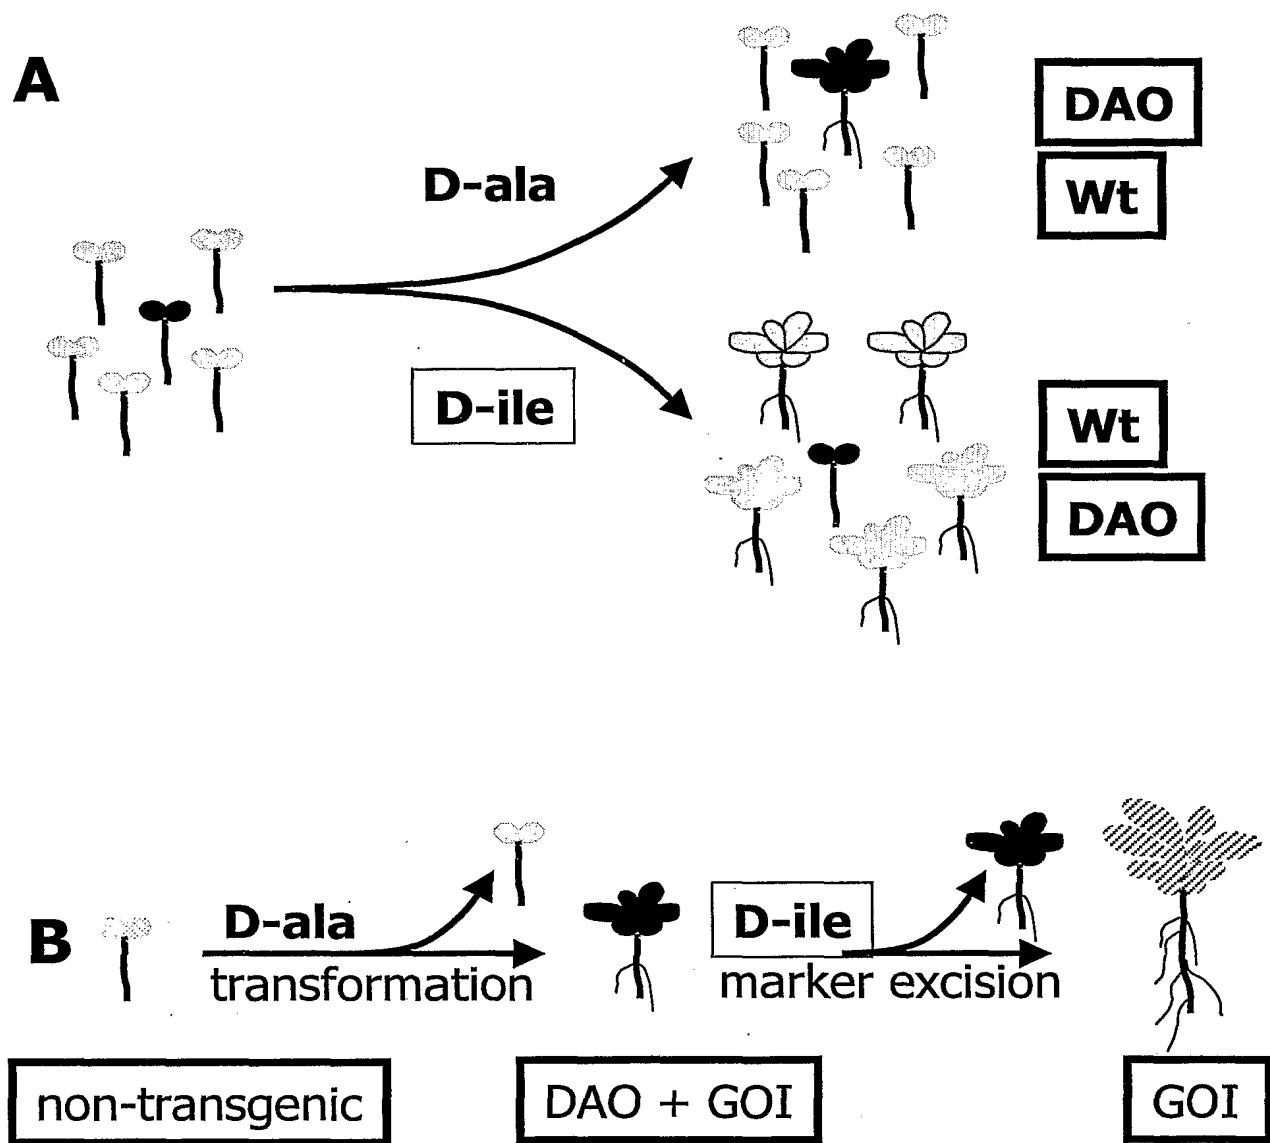 A
D-ala
DAO
Wt
D-ile
Wt
DAO
B
D-ala
transformation
D-ile
marker excision
non-transgenic
DAO + GOI
GOI